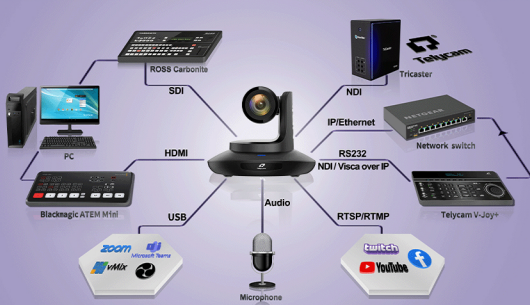 ROSS Carbonite
Telycam
Tricaster
SDI
NDI
IP/Ethernet
NETGEAR
PC
HDMI
RS232
Network switch
NDI / Visca over IP
Blackmagic ATEM Mini
Telycam V-Joy+
USB
Audio
RTSP/RTMP
zoom
Microsoft Teams
vMix
twitch
YouTube
Microphone